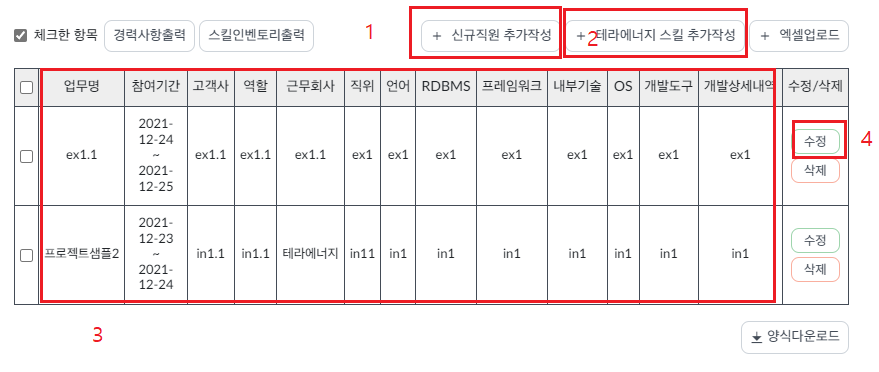 체크한 항목 경력사항출력 스킬인벤토리출력 1 + 신규직원 추가작성 + 2 테라에너지 스킬 추가작성 + 엑셀업로드
업무명 참여기간 고객사 역할 근무회사 직위 언어 RDBMS 프레임워크 내부기술 OS 개발도구 개발상세내역 수정/삭제
ex1.1 2021-12-24 ~ 2021-12-25 ex1.1 ex1.1 ex1.1 ex1 ex1 ex1 ex1 ex1 ex1 ex1 ex1 수정 4
삭제
프로젝트샘플2 2021-12-23 ~ 2021-12-24 in1.1 in1.1 테라에너지 in11 in1 in1 in1 in1 in1 in1 in1 수정
삭제
3 양식다운로드